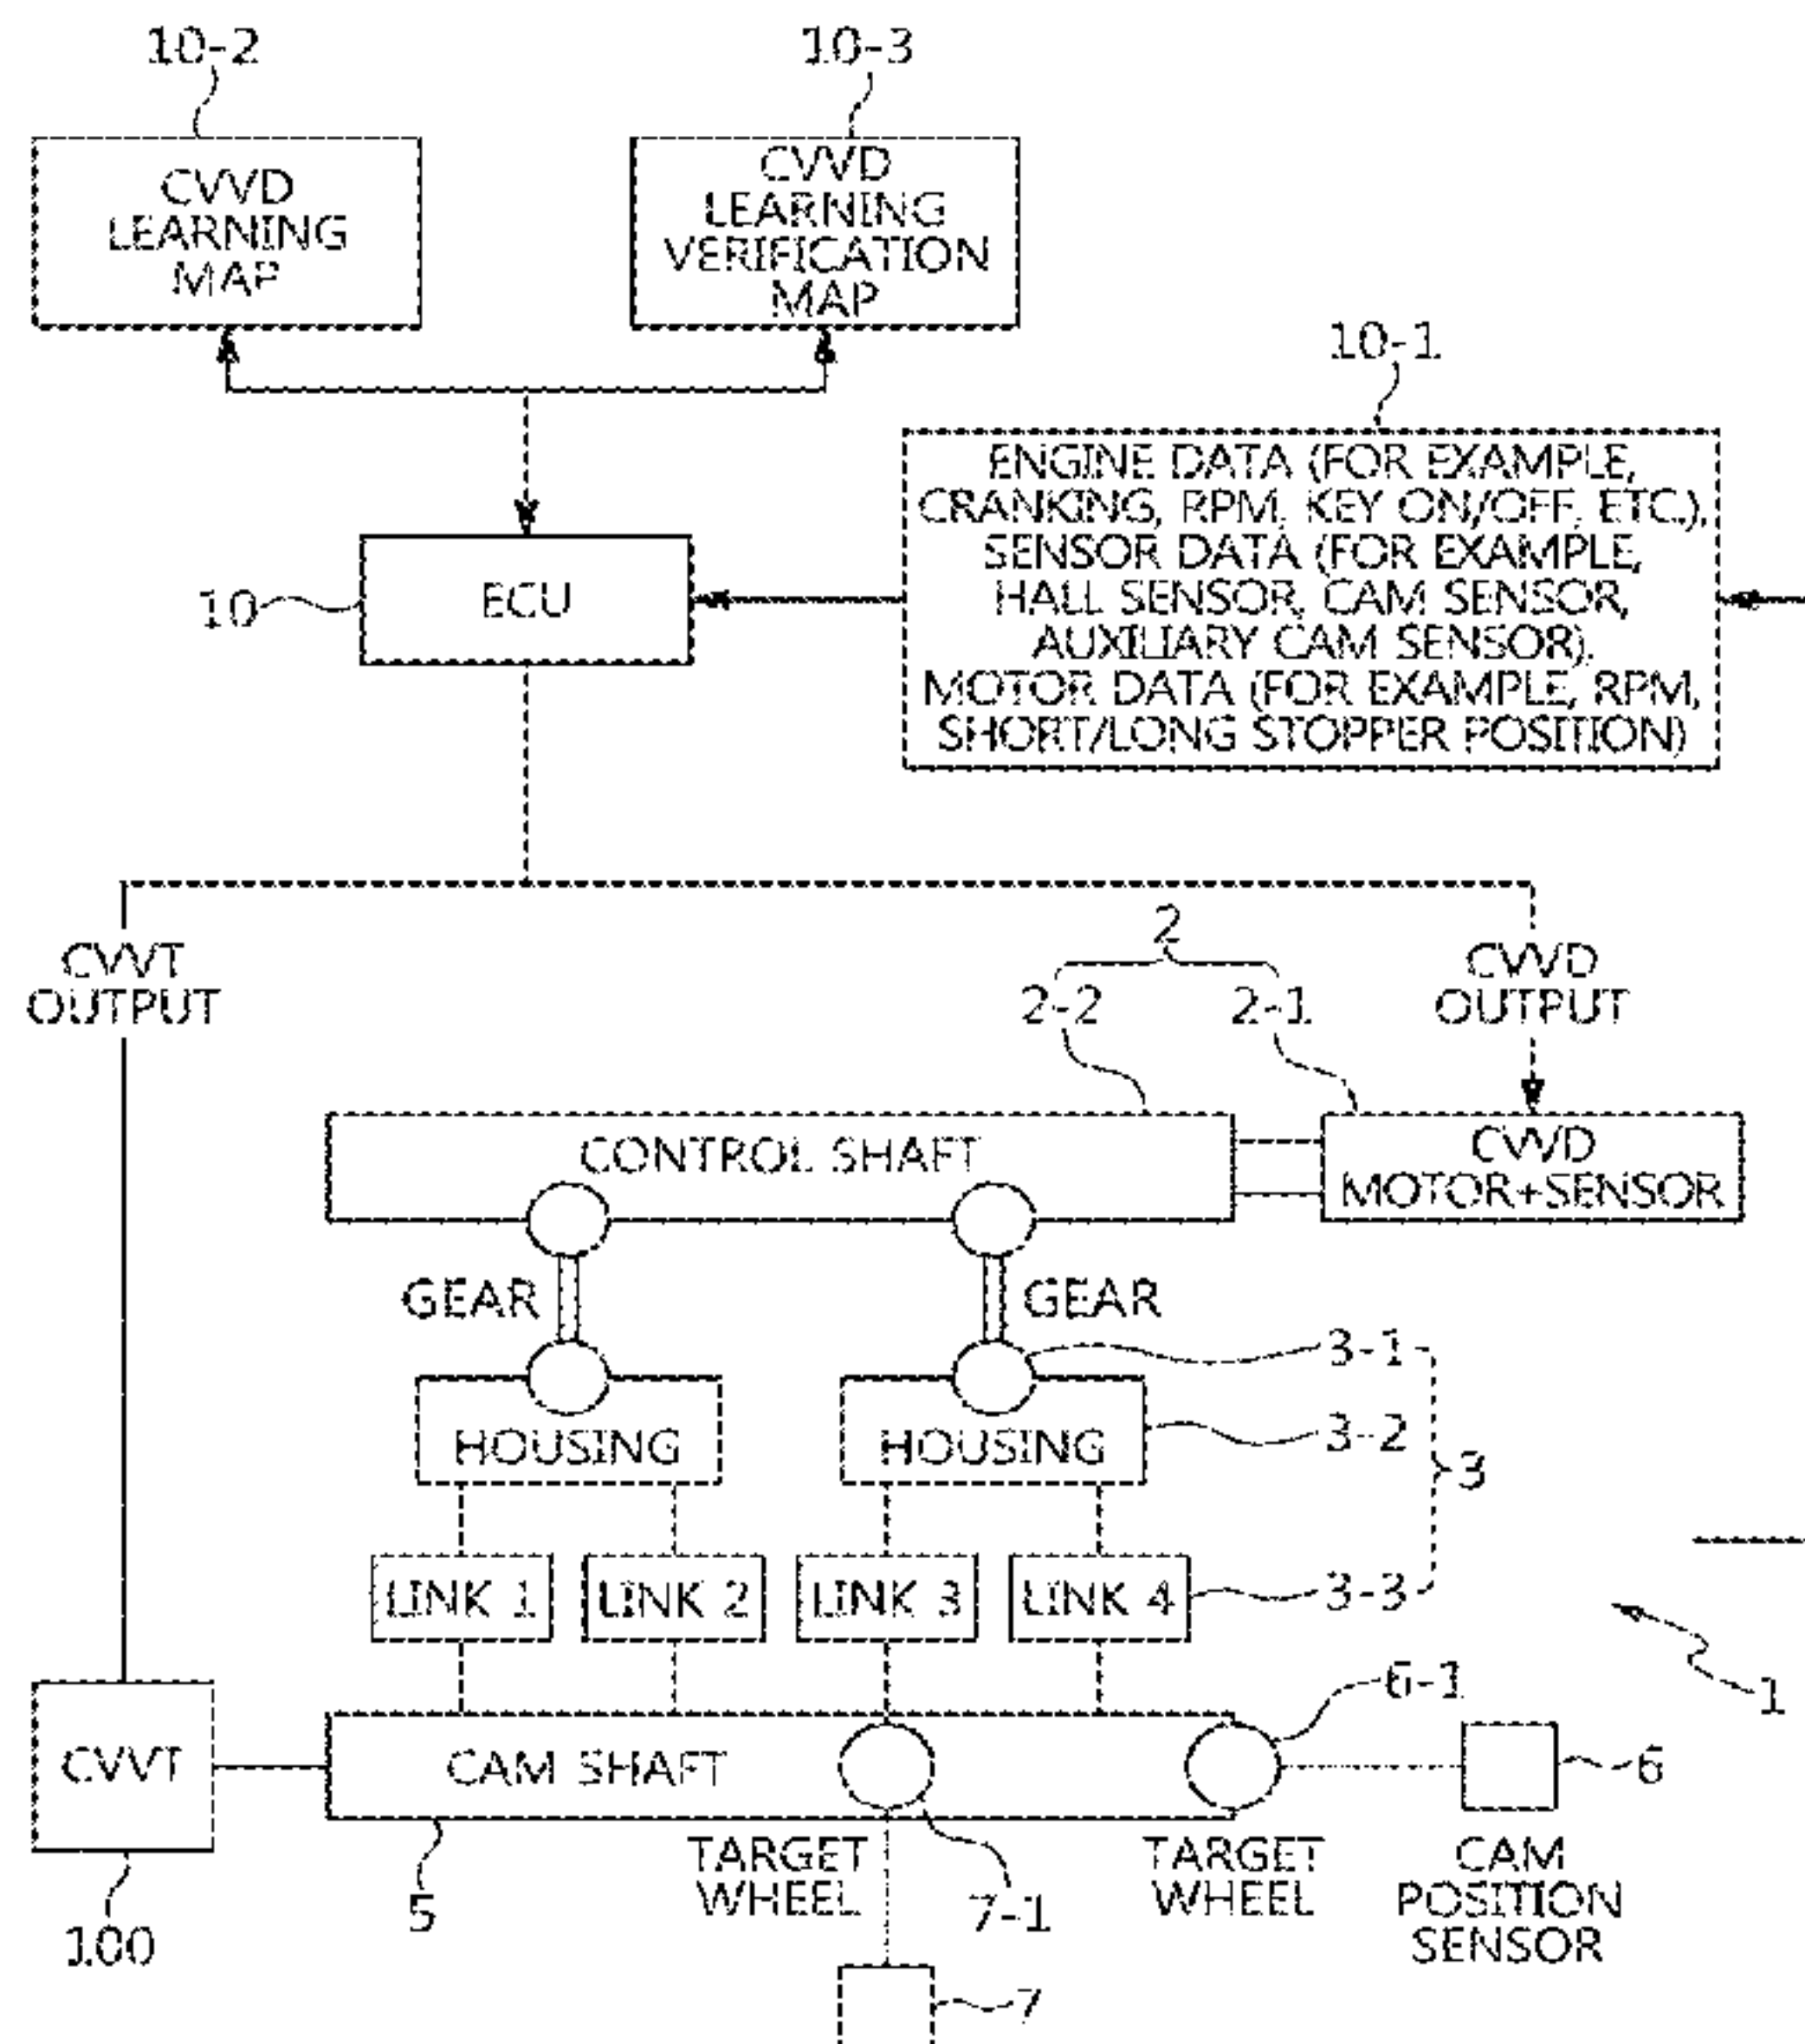 10-2
10-3
CVVD
LEARNING
MAP
CVVD
LEARNING
VERIFICATION
MAP
10-1
ENGINE DATA (FOR EXAMPLE,
CRANKING, RPM, KEY ON/OFF, ETC.),
SENSOR DATA (FOR EXAMPLE,
HALL SENSOR, CAM SENSOR,
AUXILIARY CAM SENSOR),
MOTOR DATA (FOR EXAMPLE, RPM,
SHORT/LONG STOPPER POSITION)
10
ECU
CVVT
OUTPUT
2
2-2
2-1
CVVD
OUTPUT
CONTROL SHAFT
CVVD
MOTOR+SENSOR
GEAR
GEAR
3-1
HOUSING
HOUSING
3-2
3
LINK 1
LINK 2
LINK 3
LINK 4
3-3
6-1
1
CVVT
CAM SHAFT
6
TARGET
WHEEL
TARGET
WHEEL
CAM
POSITION
SENSOR
100
5
7-1
7